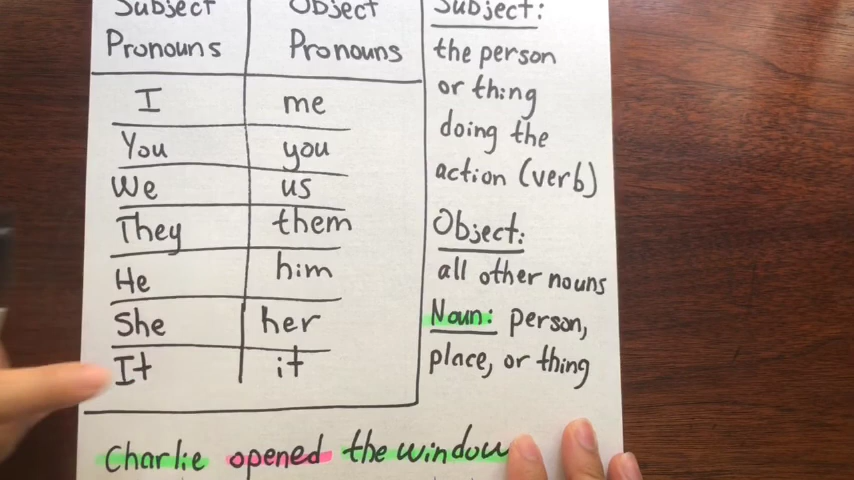 Subject Object
Pronouns Pronouns
I me
You you
We us
They them
He him
She her
It it
Subject:
the person
or thing
doing the
action (verb)
Object:
all other nouns
Noun: person,
place, or thing
Charlie opened the window